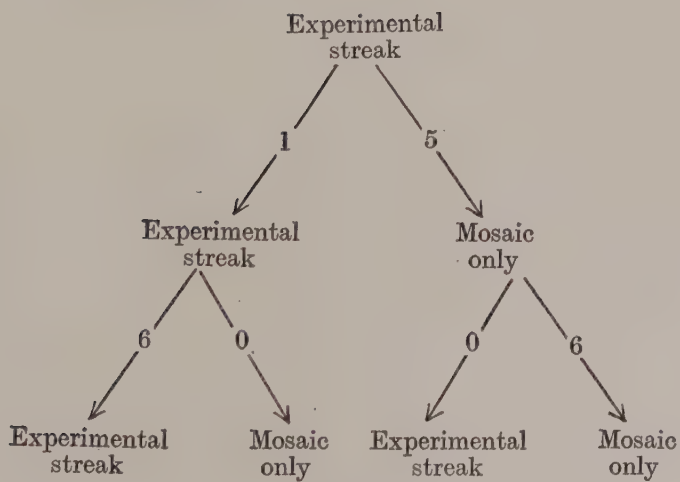 Experimental
streak
1 5
Experimental Mosaic
streak only
6 0 0 6
Experimental Mosaic Experimental Mosaic
streak only streak only